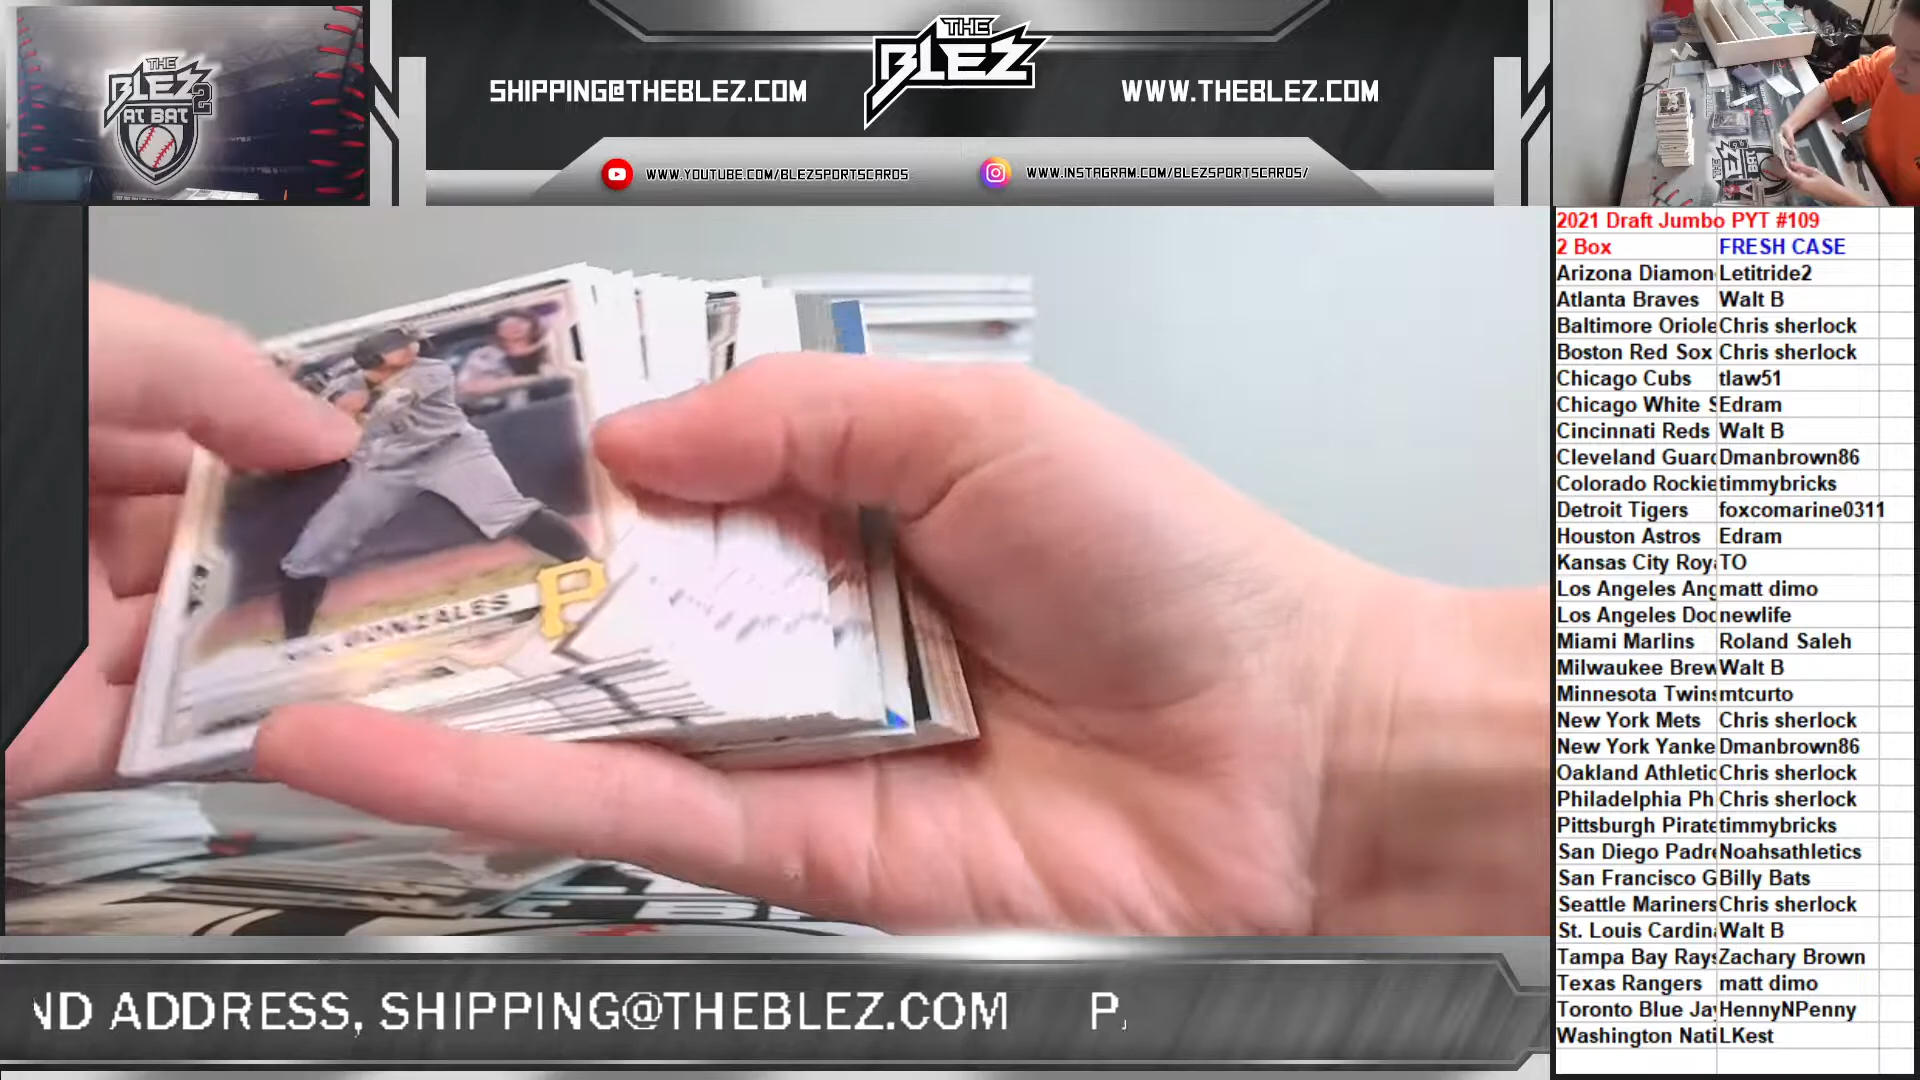 THE
BLEZ 2
AT BAT
SHIPPING@THEBLEZ.COM
THE
BLEZ
WWW.THEBLEZ.COM
WWW.YOUTUBE.COM/BLEZSPORTSCARDS
WWW.INSTAGRAM.COM/BLEZSPORTSCARDS/
2021 Draft Jumbo PYT #109
2 Box FRESH CASE
Arizona Diamon Letitride2
Atlanta Braves Walt B
Baltimore Oriole Chris sherlock
Boston Red Sox Chris sherlock
Chicago Cubs tlaw51
Chicago White S Edram
Cincinnati Reds Walt B
Cleveland Guard Dmanbrown86
Colorado Rockie timmybricks
Detroit Tigers foxcomarine0311
Houston Astros Edram
Kansas City Roya TO
Los Angeles Ang matt dimo
Los Angeles Dod newlife
Miami Marlins Roland Saleh
Milwaukee Brew Walt B
Minnesota Twins mtcurto
New York Mets Chris sherlock
New York Yanke Dmanbrown86
Oakland Athletic Chris sherlock
Philadelphia Ph Chris sherlock
Pittsburgh Pirate timmybricks
San Diego Padre Noahsathletics
San Francisco G Billy Bats
Seattle Mariners Chris sherlock
St. Louis Cardina Walt B
Tampa Bay Rays Zachary Brown
Texas Rangers matt dimo
Toronto Blue Jay HennyNPenny
Washington Nati LKest
GONZALES
P
ND ADDRESS, SHIPPING@THEBLEZ.COM P